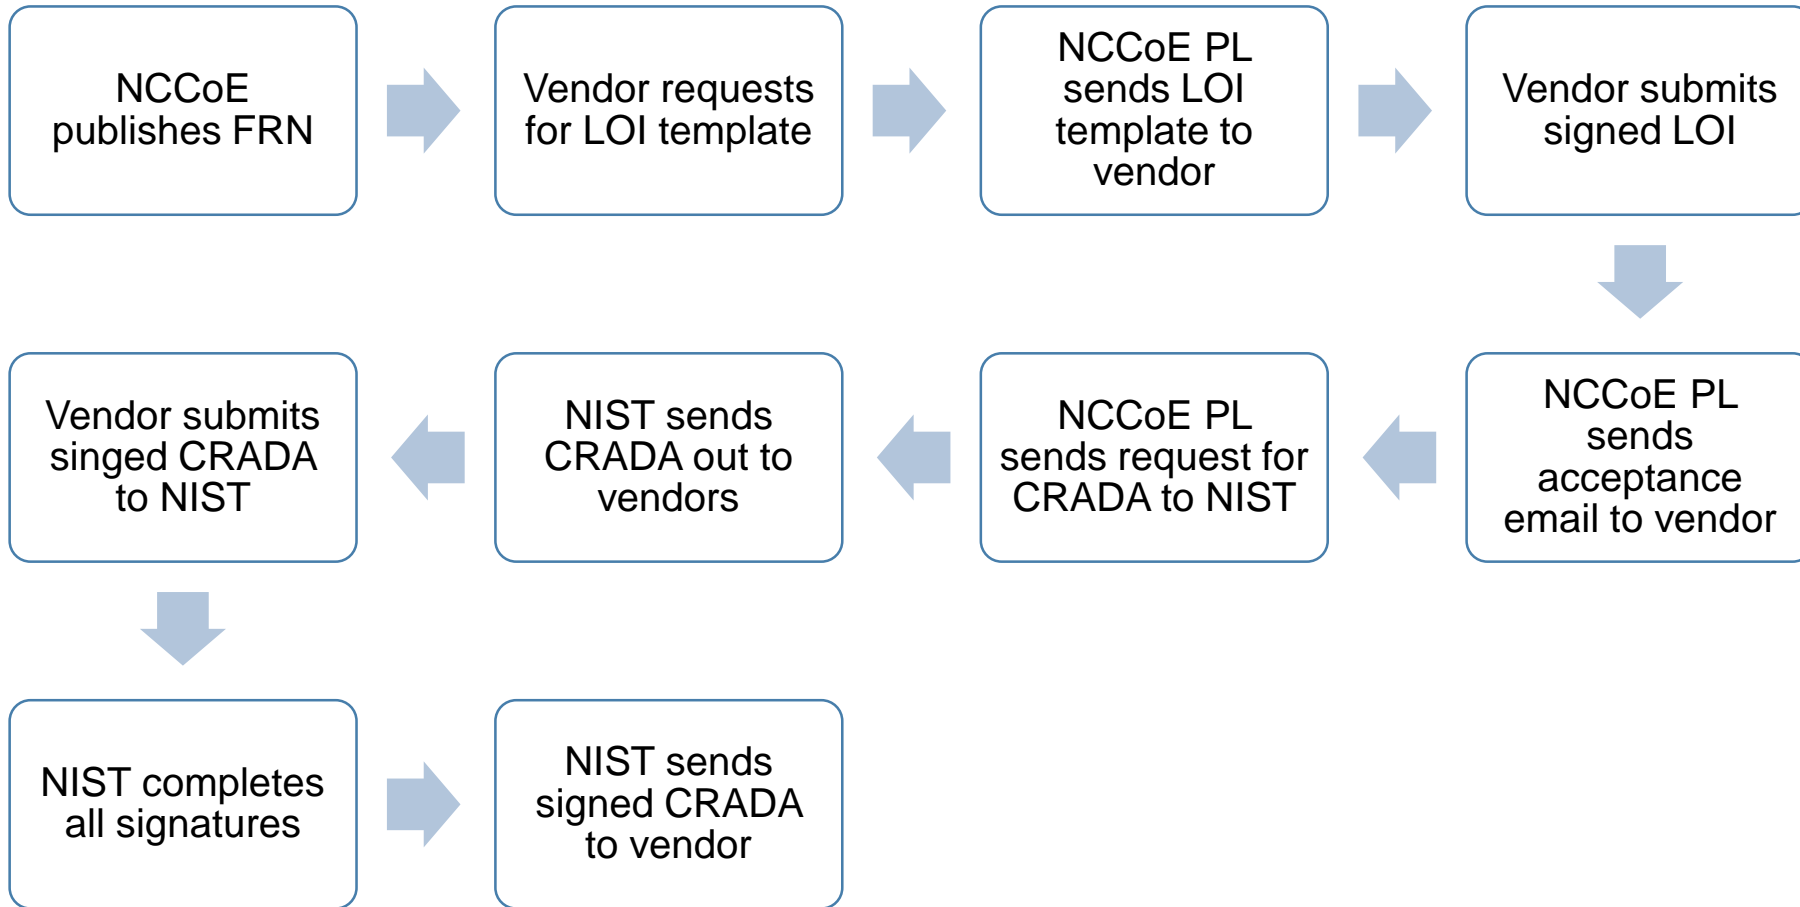 NCCoE
publishes FRN
Vendor requests
for LOI template
NCCoE PL
sends LOI
template to
vendor
Vendor submits
signed LOI
NCCoE PL
sends
acceptance
email to vendor
NCCoE PL
sends request for
CRADA to NIST
NIST sends
CRADA out to
vendors
Vendor submits
singed CRADA
to NIST
NIST completes
all signatures
NIST sends
signed CRADA
to vendor